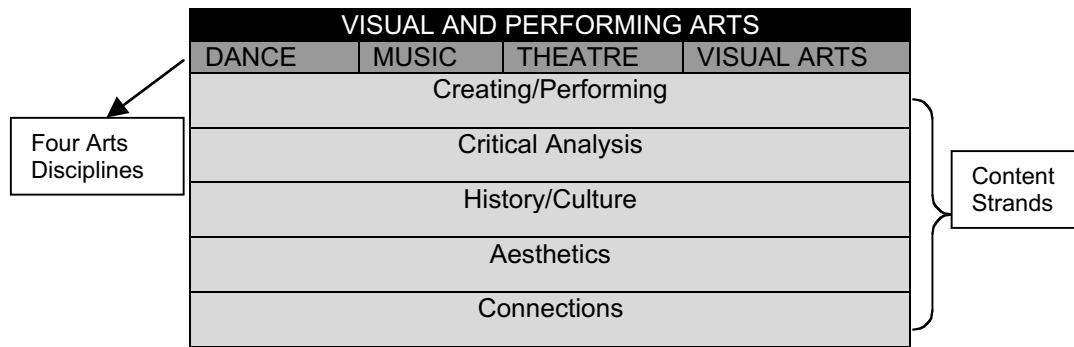 VISUAL AND PERFORMING ARTS
DANCE MUSIC THEATRE VISUAL ARTS
Creating/Performing
Critical Analysis
History/Culture
Aesthetics
Connections
Four Arts
Disciplines
Content
Strands